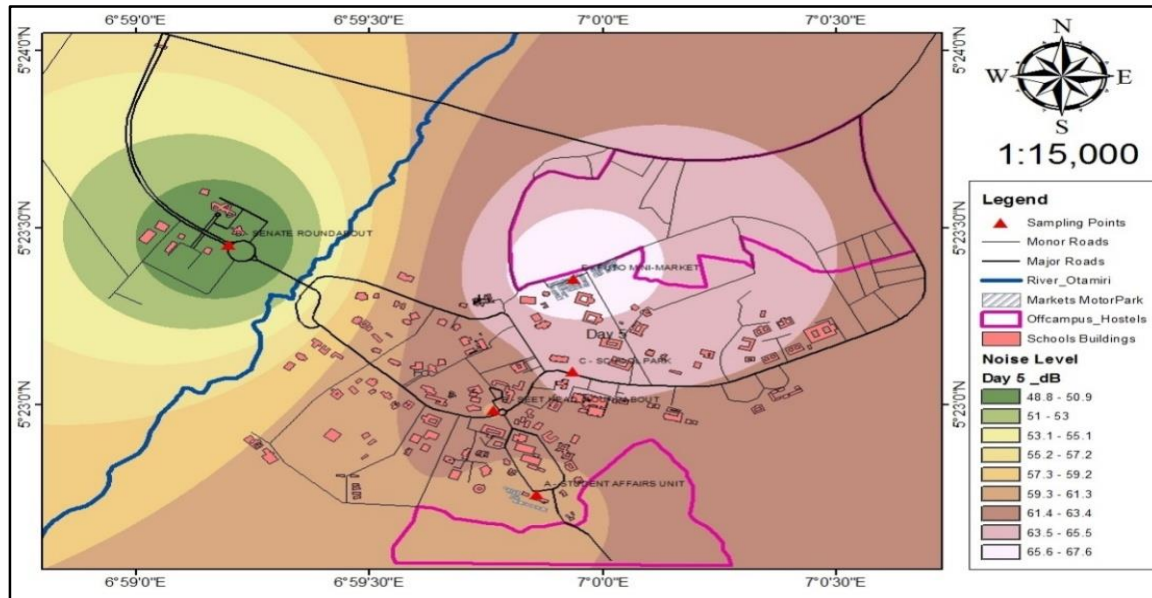 6°59'0"E
6°59'30"E
7°0'0"E
7°0'30"E
5°24'0"N
5°24'0"N
5°23'30"N
5°23'30"N
5°23'0"N
5°23'0"N
SENATE ROUNDABOUT
FUTO MINI-MARKET
Day 5
C - SCHOOL PARK
SEET HEAD ROUNDABOUT
A - STUDENT AFFAIRS UNIT
6°59'0"E
6°59'30"E
7°0'0"E
7°0'30"E
N
W
E
S
1:15,000
Legend
Sampling Points
Monor Roads
Major Roads
River_Otamiri
Markets MotorPark
Offcampus_Hostels
Schools Buildings
Noise Level
Day 5 _dB
48.8 - 50.9
51 - 53
53.1 - 55.1
55.2 - 57.2
57.3 - 59.2
59.3 - 61.3
61.4 - 63.4
63.5 - 65.5
65.6 - 67.6